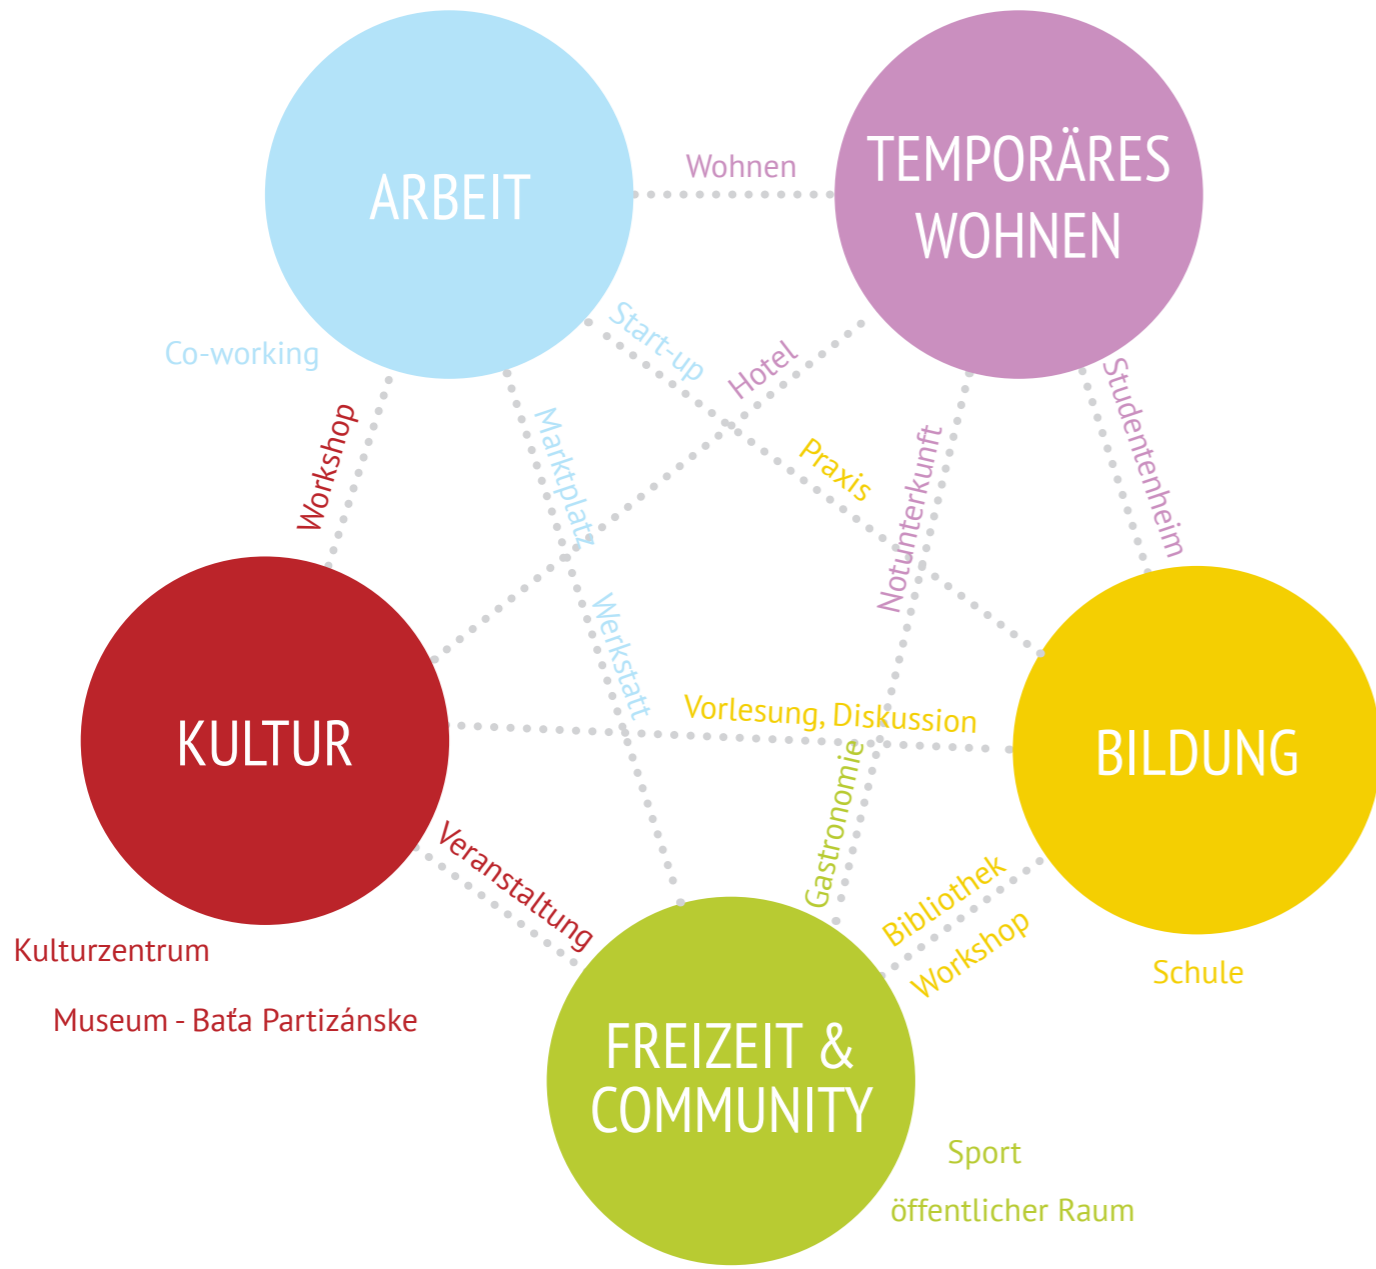 ARBEIT
TEMPORÄRES
WOHNEN
Wohnen
Co-working
Start-up
Hotel
Workshop
Marktplatz
Praxis
Notunterkunft
Studentenheim
Werkstatt
KULTUR
Vorlesung, Diskussion
BILDUNG
Gastronomie
Veranstaltung
Bibliothek
Workshop
Kulturzentrum
Schule
Museum - Baťa Partizánske
FREIZEIT &
COMMUNITY
Sport
öffentlicher Raum